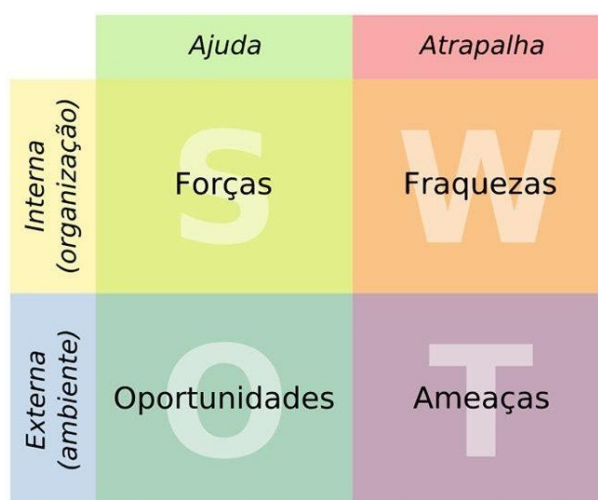 Ajuda
Atrapalha
Interna
(organização)
S
Forças
W
Fraquezas
Externa
(ambiente)
O
Oportunidades
T
Ameaças